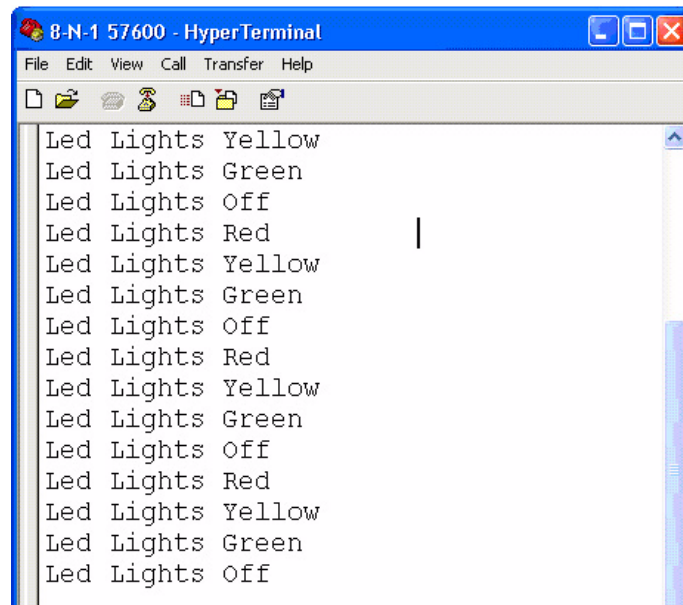 8-N-1 57600 - HyperTerminal
File Edit View Call Transfer Help
Led Lights Yellow
Led Lights Green
Led Lights Off
Led Lights Red
Led Lights Yellow
Led Lights Green
Led Lights Off
Led Lights Red
Led Lights Yellow
Led Lights Green
Led Lights Off
Led Lights Red
Led Lights Yellow
Led Lights Green
Led Lights Off